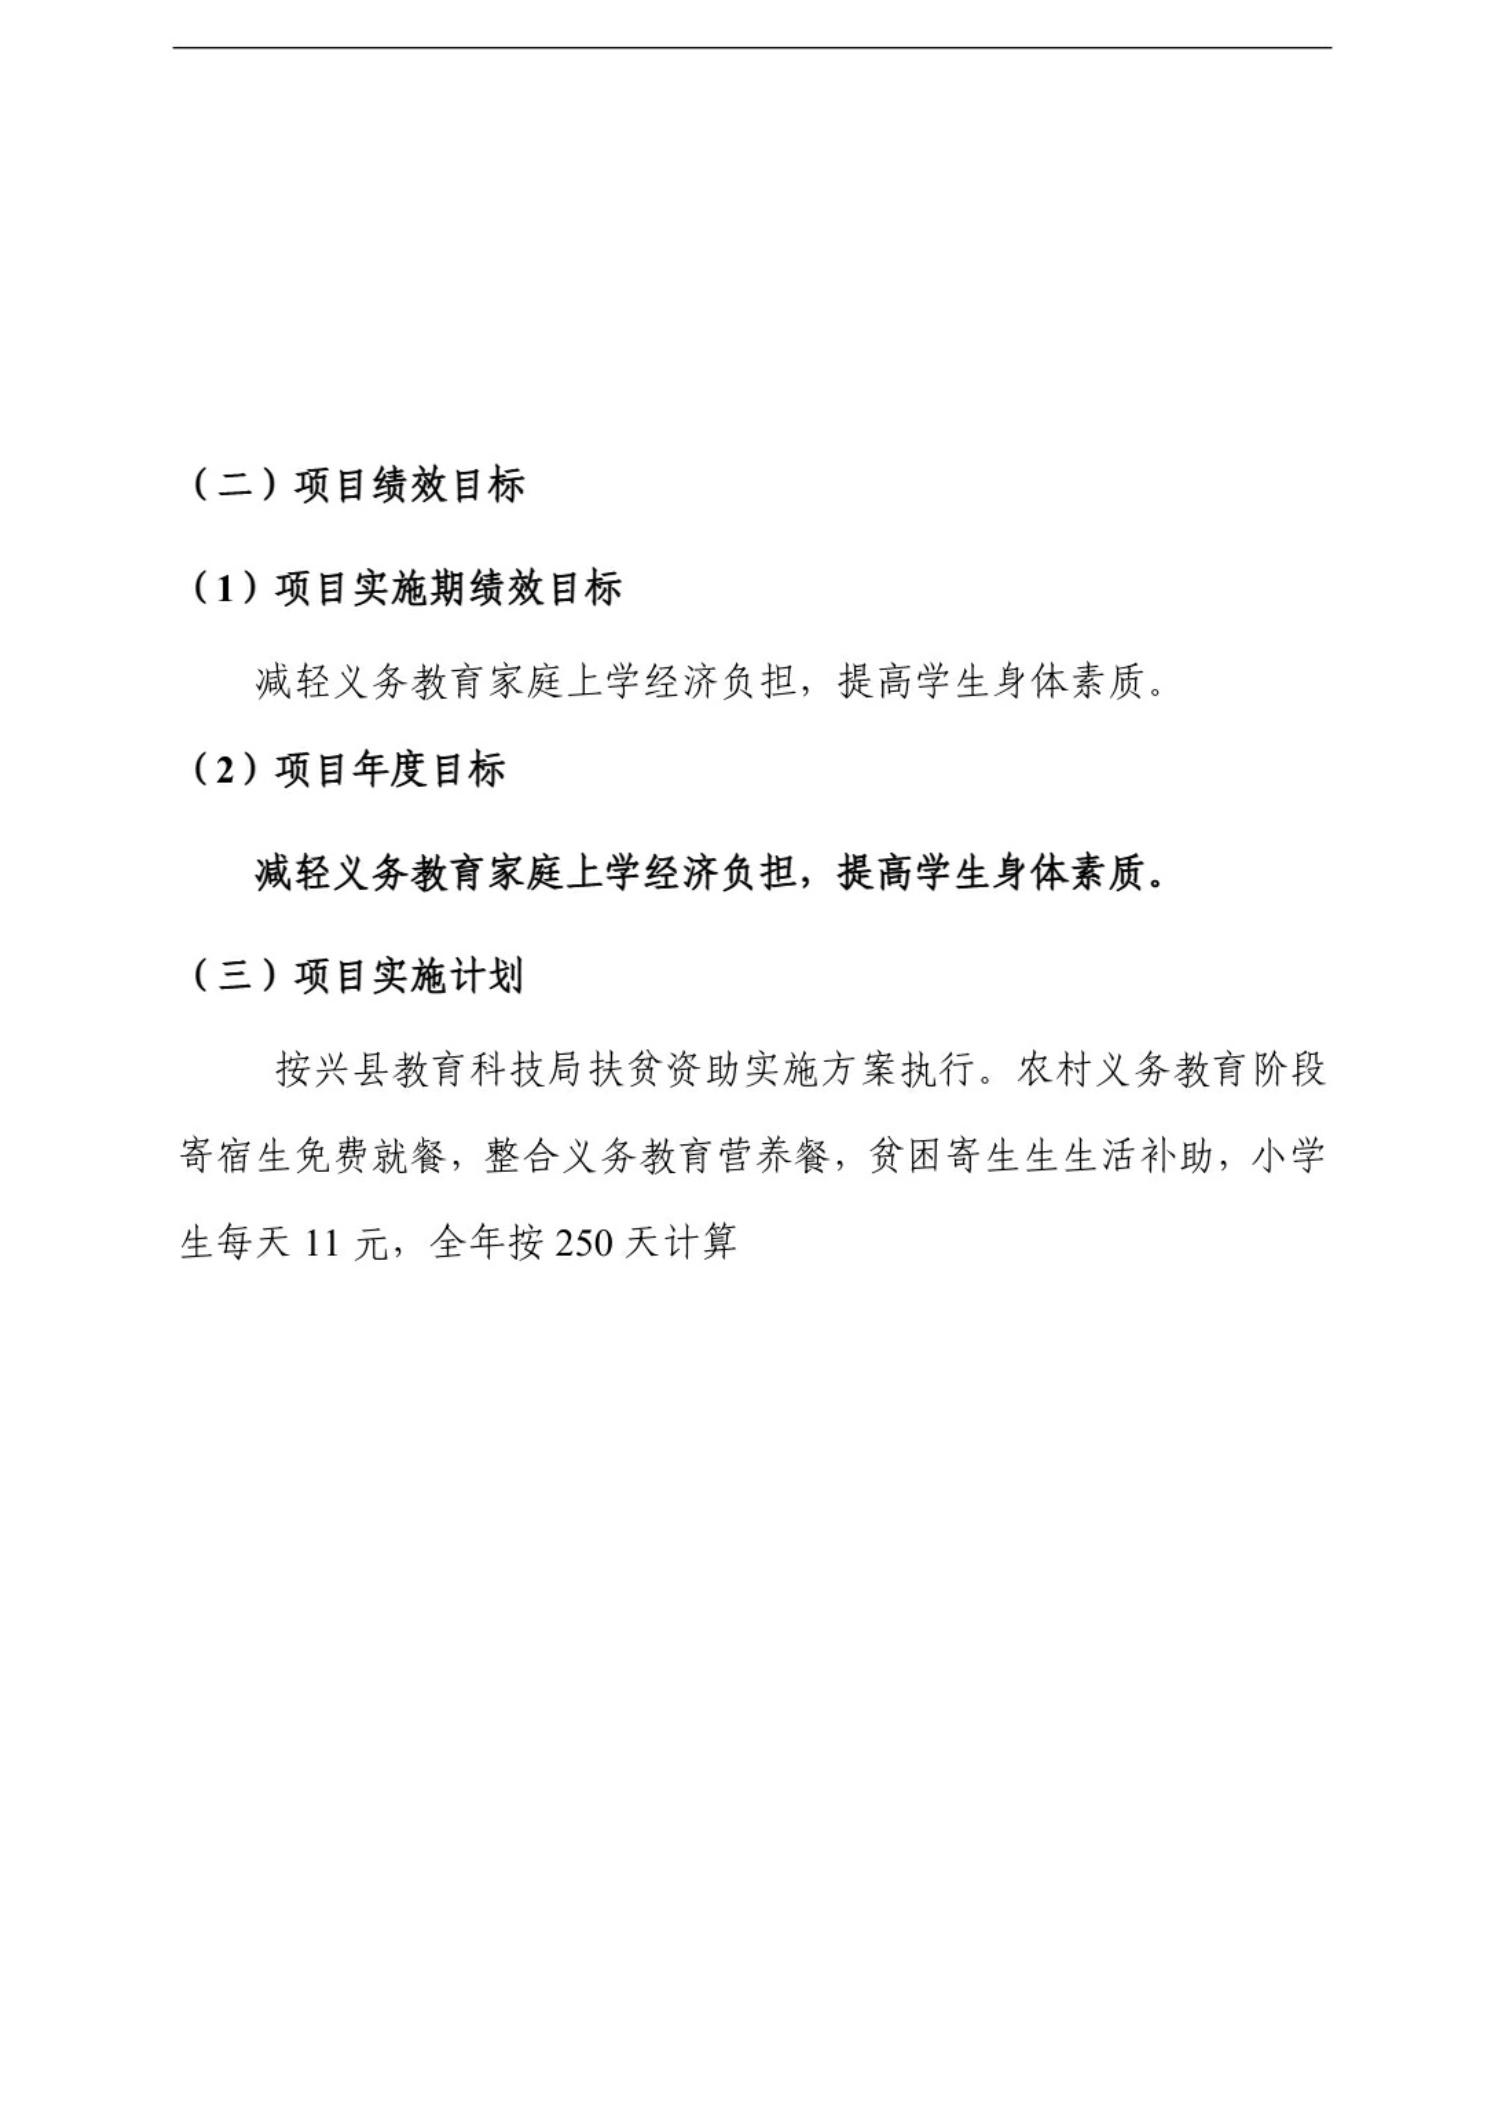 （二）项目绩效目标
（1）项目实施期绩效目标
减轻义务教育家庭上学经济负担，提高学生身体素质。
（2）项目年度目标
减轻义务教育家庭上学经济负担，提高学生身体素质。
（三）项目实施计划
按兴县教育科技局扶贫资助实施方案执行。农村义务教育阶段
寄宿生免费就餐，整合义务教育营养餐，贫困寄生生生活补助，小学
生每天 11 元，全年按 250 天计算